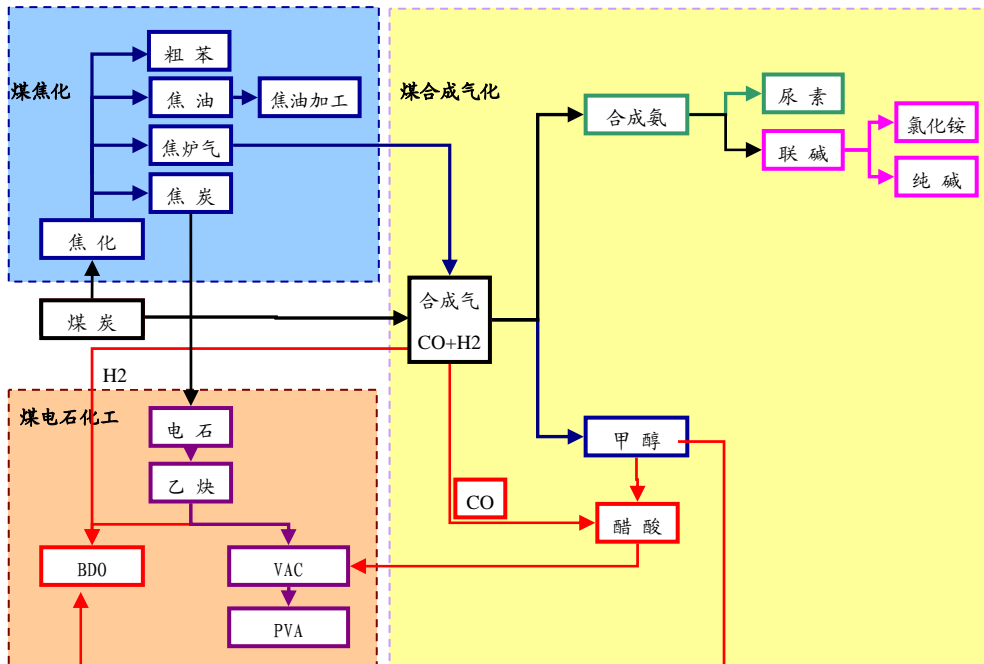 粗 苯
煤焦化
焦 油
焦油加工
煤合成气化
尿 素
合成氨
氯化铵
焦炉气
联 碱
焦 炭
纯 碱
焦 化
合成气
CO+H2
煤 炭
H2
煤电石化工
电 石
甲 醇
乙 炔
CO
醋 酸
BDO
VAC
PVA